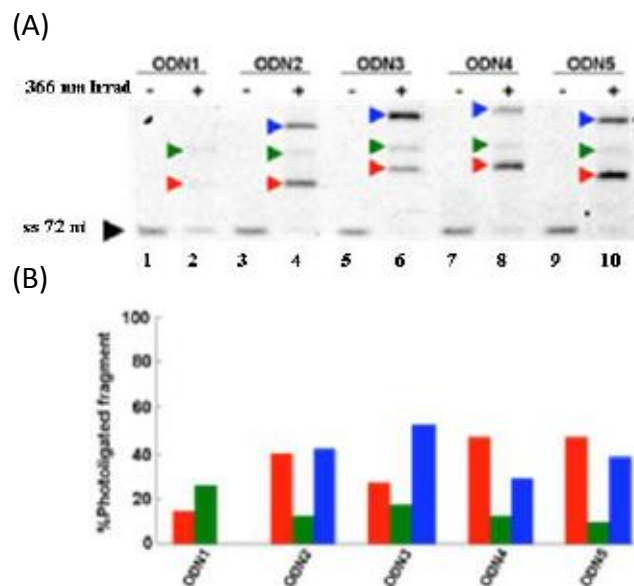 (A)
ODN1 ODN2 ODN3 ODN4 ODN5
366 nm Irrad - + - + - + - + - +
ss 72 nt
1 2 3 4 5 6 7 8 9 10
(B)
100
80
60
40
20
0
%Photoligated fragment
ODN1 ODN2 ODN3 ODN4 ODN5